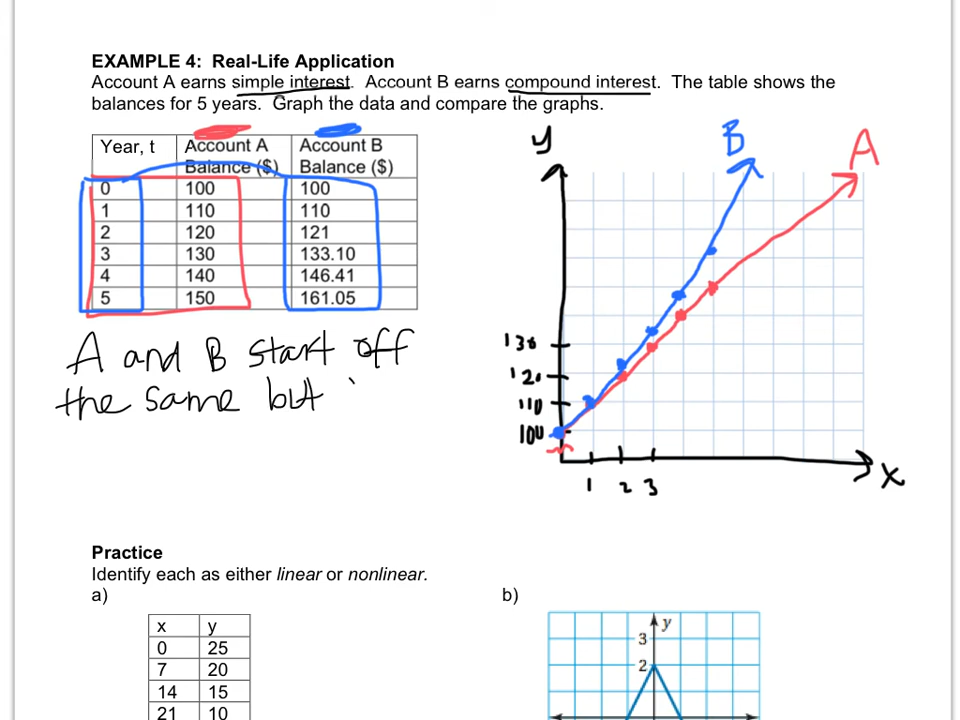 EXAMPLE 4: Real-Life Application
Account A earns simple interest. Account B earns compound interest. The table shows the
balances for 5 years. Graph the data and compare the graphs.
Year, t Account A Balance ($) Account B Balance ($)
0 100 100
1 110 110
2 120 121
3 130 133.10
4 140 146.41
5 150 161.05
A and B start off
the same but
y
B
A
130
120
110
100
1 2 3
x
Practice
Identify each as either linear or nonlinear.
a)
x y
0 25
7 20
14 15
21 10
b)
y
3
2